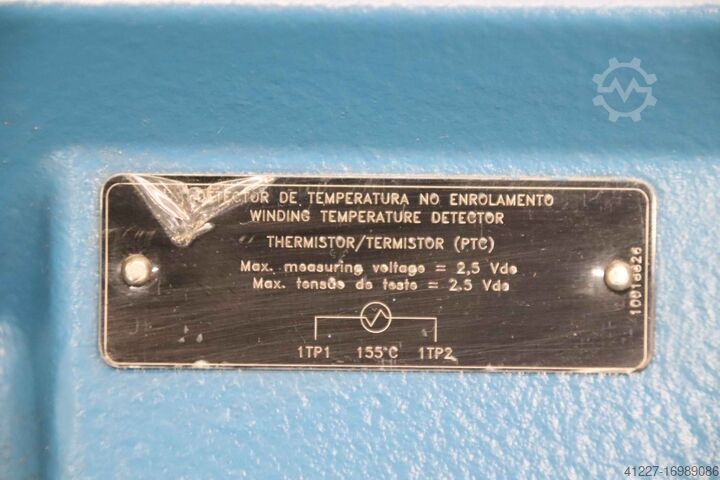 DE TEMPERATURA NO ENROLAMENTO
WINDING TEMPERATURE DETECTOR
THERMISTOR/TERMISTOR (PTC)
Max. measuring voltage = 2,5 Vdc
Max. tensão de teste = 2,5 Vdc
1TP1 155°C 1TP2
41227-16989086